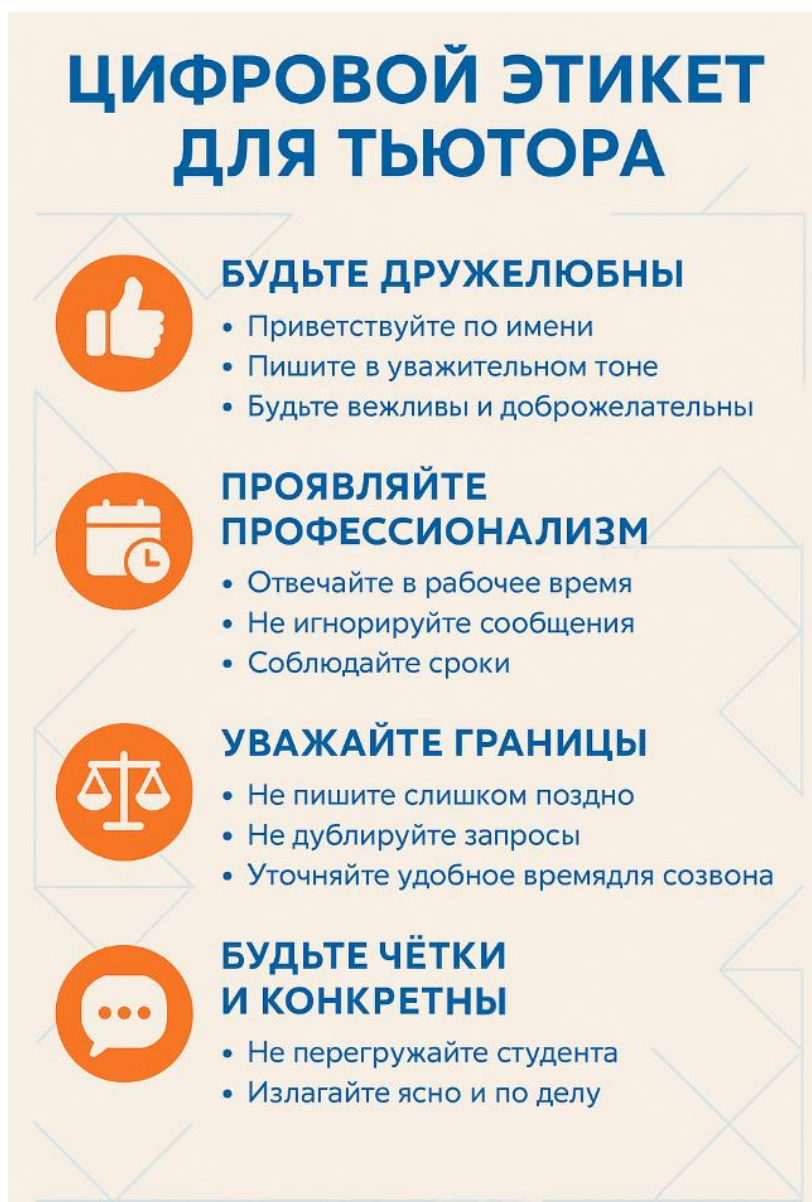 ЦИФРОВОЙ ЭТИКЕТ
ДЛЯ ТЬЮТОРА
БУДЬТЕ ДРУЖЕЛЮБНЫ
• Приветствуйте по имени
• Пишите в уважительном тоне
• Будьте вежливы и доброжелательны
ПРОЯВЛЯЙТЕ
ПРОФЕССИОНАЛИЗМ
• Отвечайте в рабочее время
• Не игнорируйте сообщения
• Соблюдайте сроки
УВАЖАЙТЕ ГРАНИЦЫ
• Не пишите слишком поздно
• Не дублируйте запросы
• Уточняйте удобное времядля созвона
БУДЬТЕ ЧЁТКИ
И КОНКРЕТНЫ
• Не перегружайте студента
• Излагайте ясно и по делу